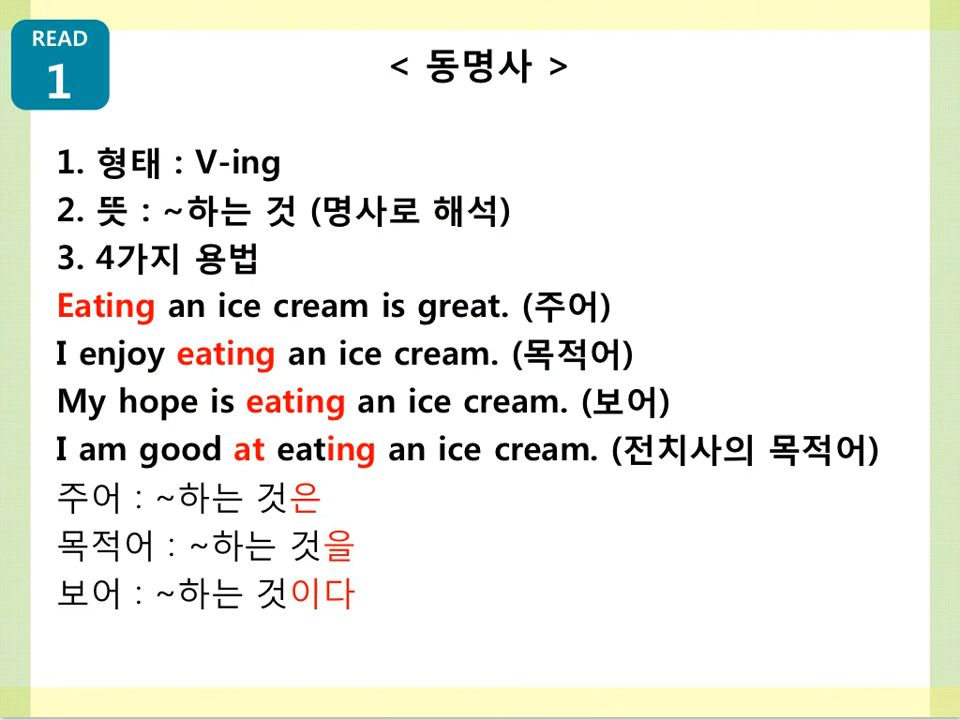 READ
1
< 동명사 >
1. 형태 : V-ing
2. 뜻 : ~하는 것 (명사로 해석)
3. 4가지 용법
Eating an ice cream is great. (주어)
I enjoy eating an ice cream. (목적어)
My hope is eating an ice cream. (보어)
I am good at eating an ice cream. (전치사의 목적어)
주어 : ~하는 것은
목적어 : ~하는 것을
보어 : ~하는 것이다